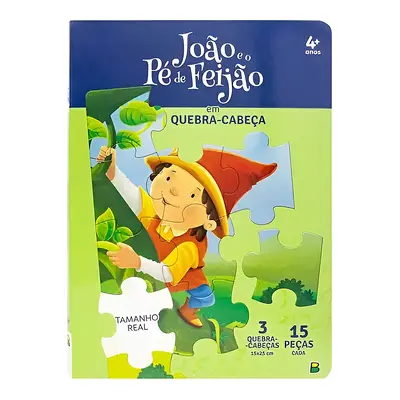 João e o
Pé de Feijão
4+
anos
em
QUEBRA-CABEÇA
TAMANHO
REAL
3
QUEBRA-
CABEÇAS
15x25 cm
15
PEÇAS
CADA
B